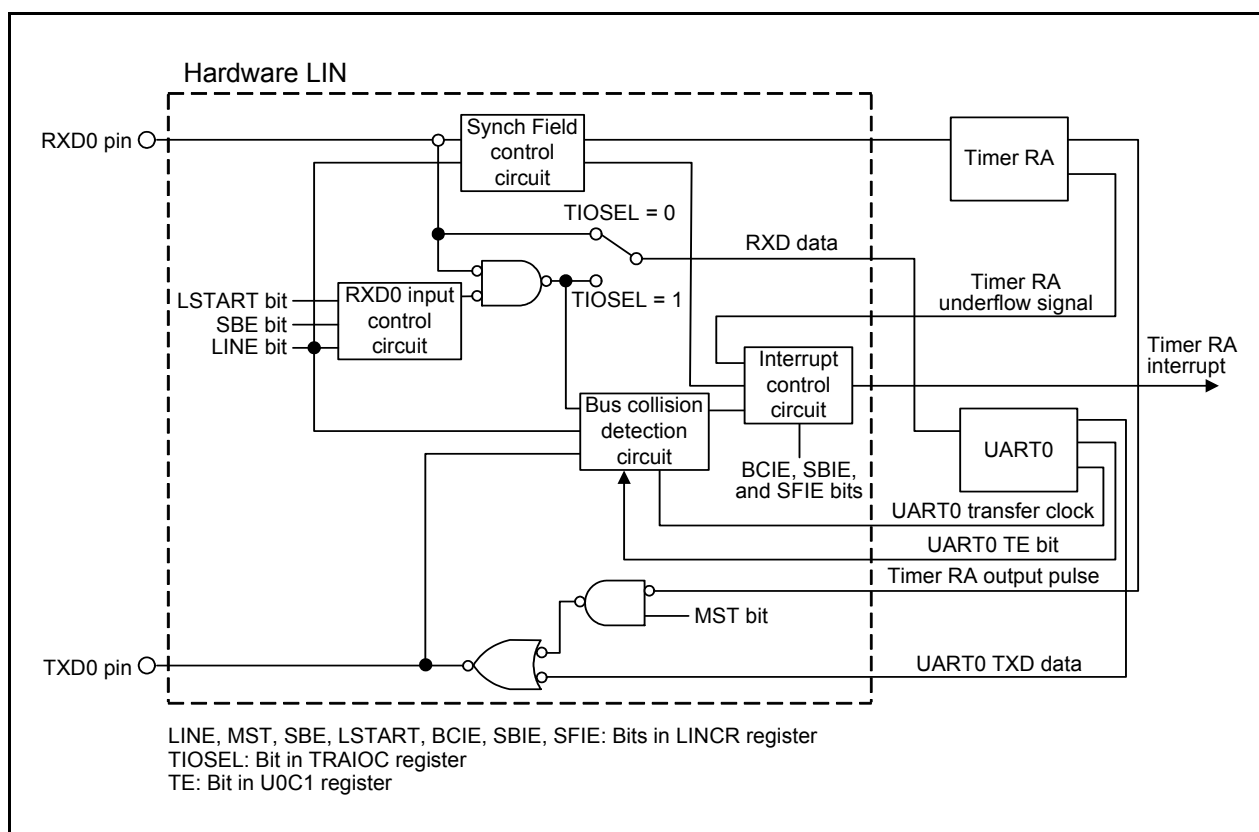 Hardware LIN
RXD0 pin
Synch Field
control
circuit
Timer RA
TIOSEL = 0
RXD data
LSTART bit
SBE bit
LINE bit
RXD0 input
control
circuit
TIOSEL = 1
Timer RA
underflow signal
Interrupt
control
circuit
Timer RA
interrupt
Bus collision
detection
circuit
BCIE, SBIE,
and SFIE bits
UART0
UART0 transfer clock
UART0 TE bit
Timer RA output pulse
MST bit
TXD0 pin
UART0 TXD data
LINE, MST, SBE, LSTART, BCIE, SBIE, SFIE: Bits in LINCR register
TIOSEL: Bit in TRAIOC register
TE: Bit in U0C1 register